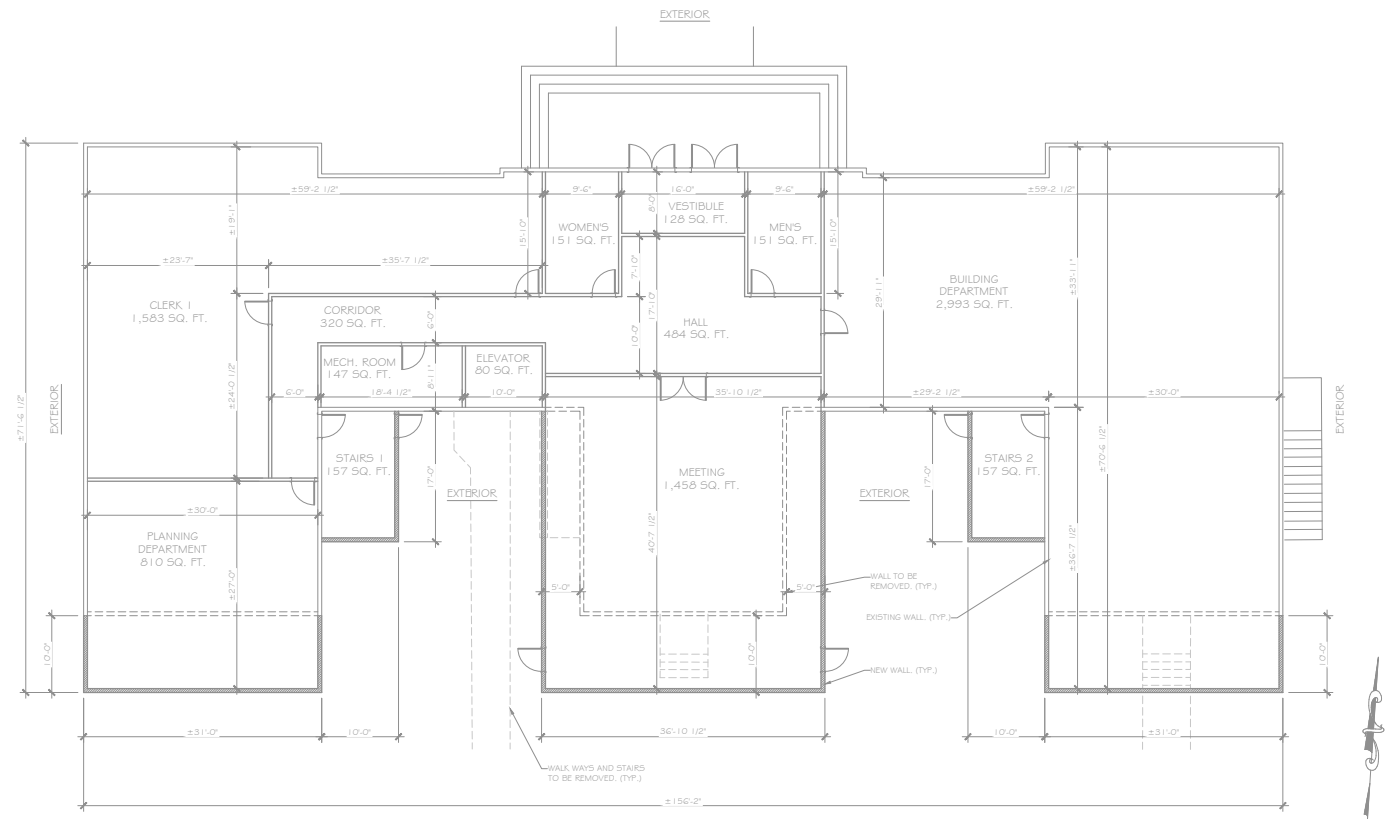 EXTERIOR
±59'-2 1/2"
9'-6"
16'-0"
9'-6"
±59'-2 1/2"
±19'-1"
8'-0"
VESTIBULE
128 SQ. FT.
WOMEN'S
151 SQ. FT.
MEN'S
151 SQ. FT.
15'-10"
15'-10"
±23'-7"
±35'-7 1/2"
7'-10"
17'-10"
29'-11"
±33'-11"
BUILDING
DEPARTMENT
2,993 SQ. FT.
CLERK 1
1,583 SQ. FT.
CORRIDOR
320 SQ. FT.
6'-0"
HALL
484 SQ. FT.
10'-0"
MECH. ROOM
147 SQ. FT.
ELEVATOR
80 SQ. FT.
8'-11"
±24'-0 1/2"
6'-0"
18'-4 1/2"
10'-0"
35'-10 1/2"
±29'-2 1/2"
±30'-0"
±71'-6 1/2"
EXTERIOR
EXTERIOR
±70'-6 1/2"
STAIRS 1
157 SQ. FT.
17'-0"
EXTERIOR
MEETING
1,458 SQ. FT.
EXTERIOR
17'-0"
STAIRS 2
157 SQ. FT.
±30'-0"
PLANNING
DEPARTMENT
810 SQ. FT.
40'-7 1/2"
±36'-7 1/2"
±27'-0"
5'-0"
5'-0"
WALL TO BE
REMOVED. (TYP.)
EXISTING WALL. (TYP.)
10'-0"
10'-0"
10'-0"
NEW WALL. (TYP.)
±31'-0"
10'-0"
36'-10 1/2"
10'-0"
±31'-0"
WALK WAYS AND STAIRS
TO BE REMOVED. (TYP.)
±156'-2"